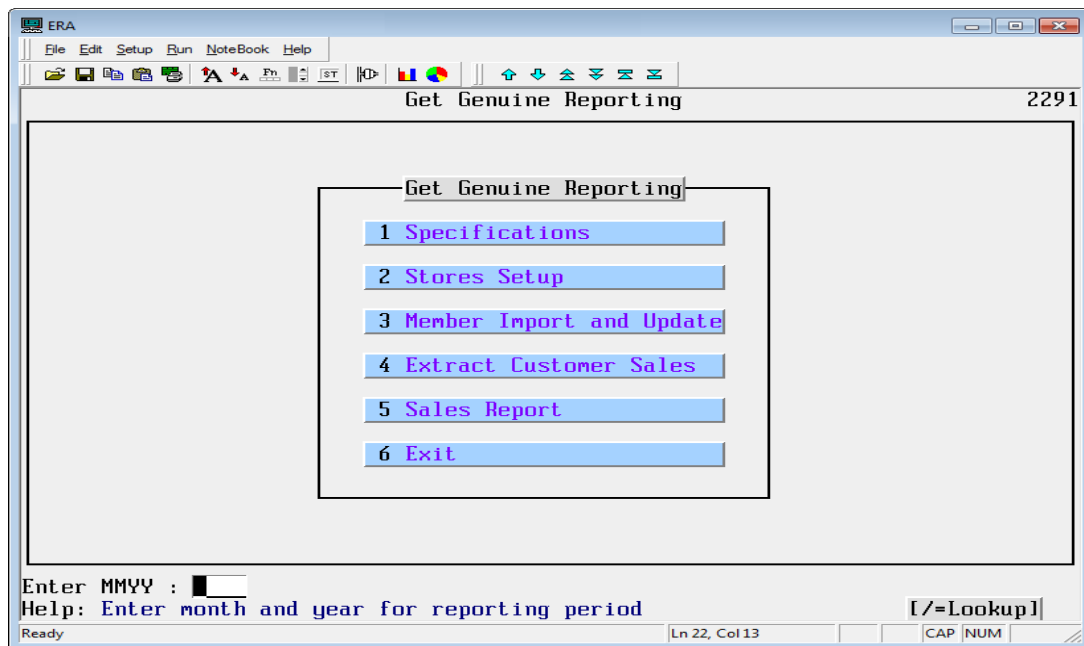 ERA
File Edit Setup Run NoteBook Help
Get Genuine Reporting 2291
Get Genuine Reporting
1 Specifications
2 Stores Setup
3 Member Import and Update
4 Extract Customer Sales
5 Sales Report
6 Exit
Enter MMYY :
Help: Enter month and year for reporting period [/=Lookup]
Ready Ln 22, Col 13 CAP NUM